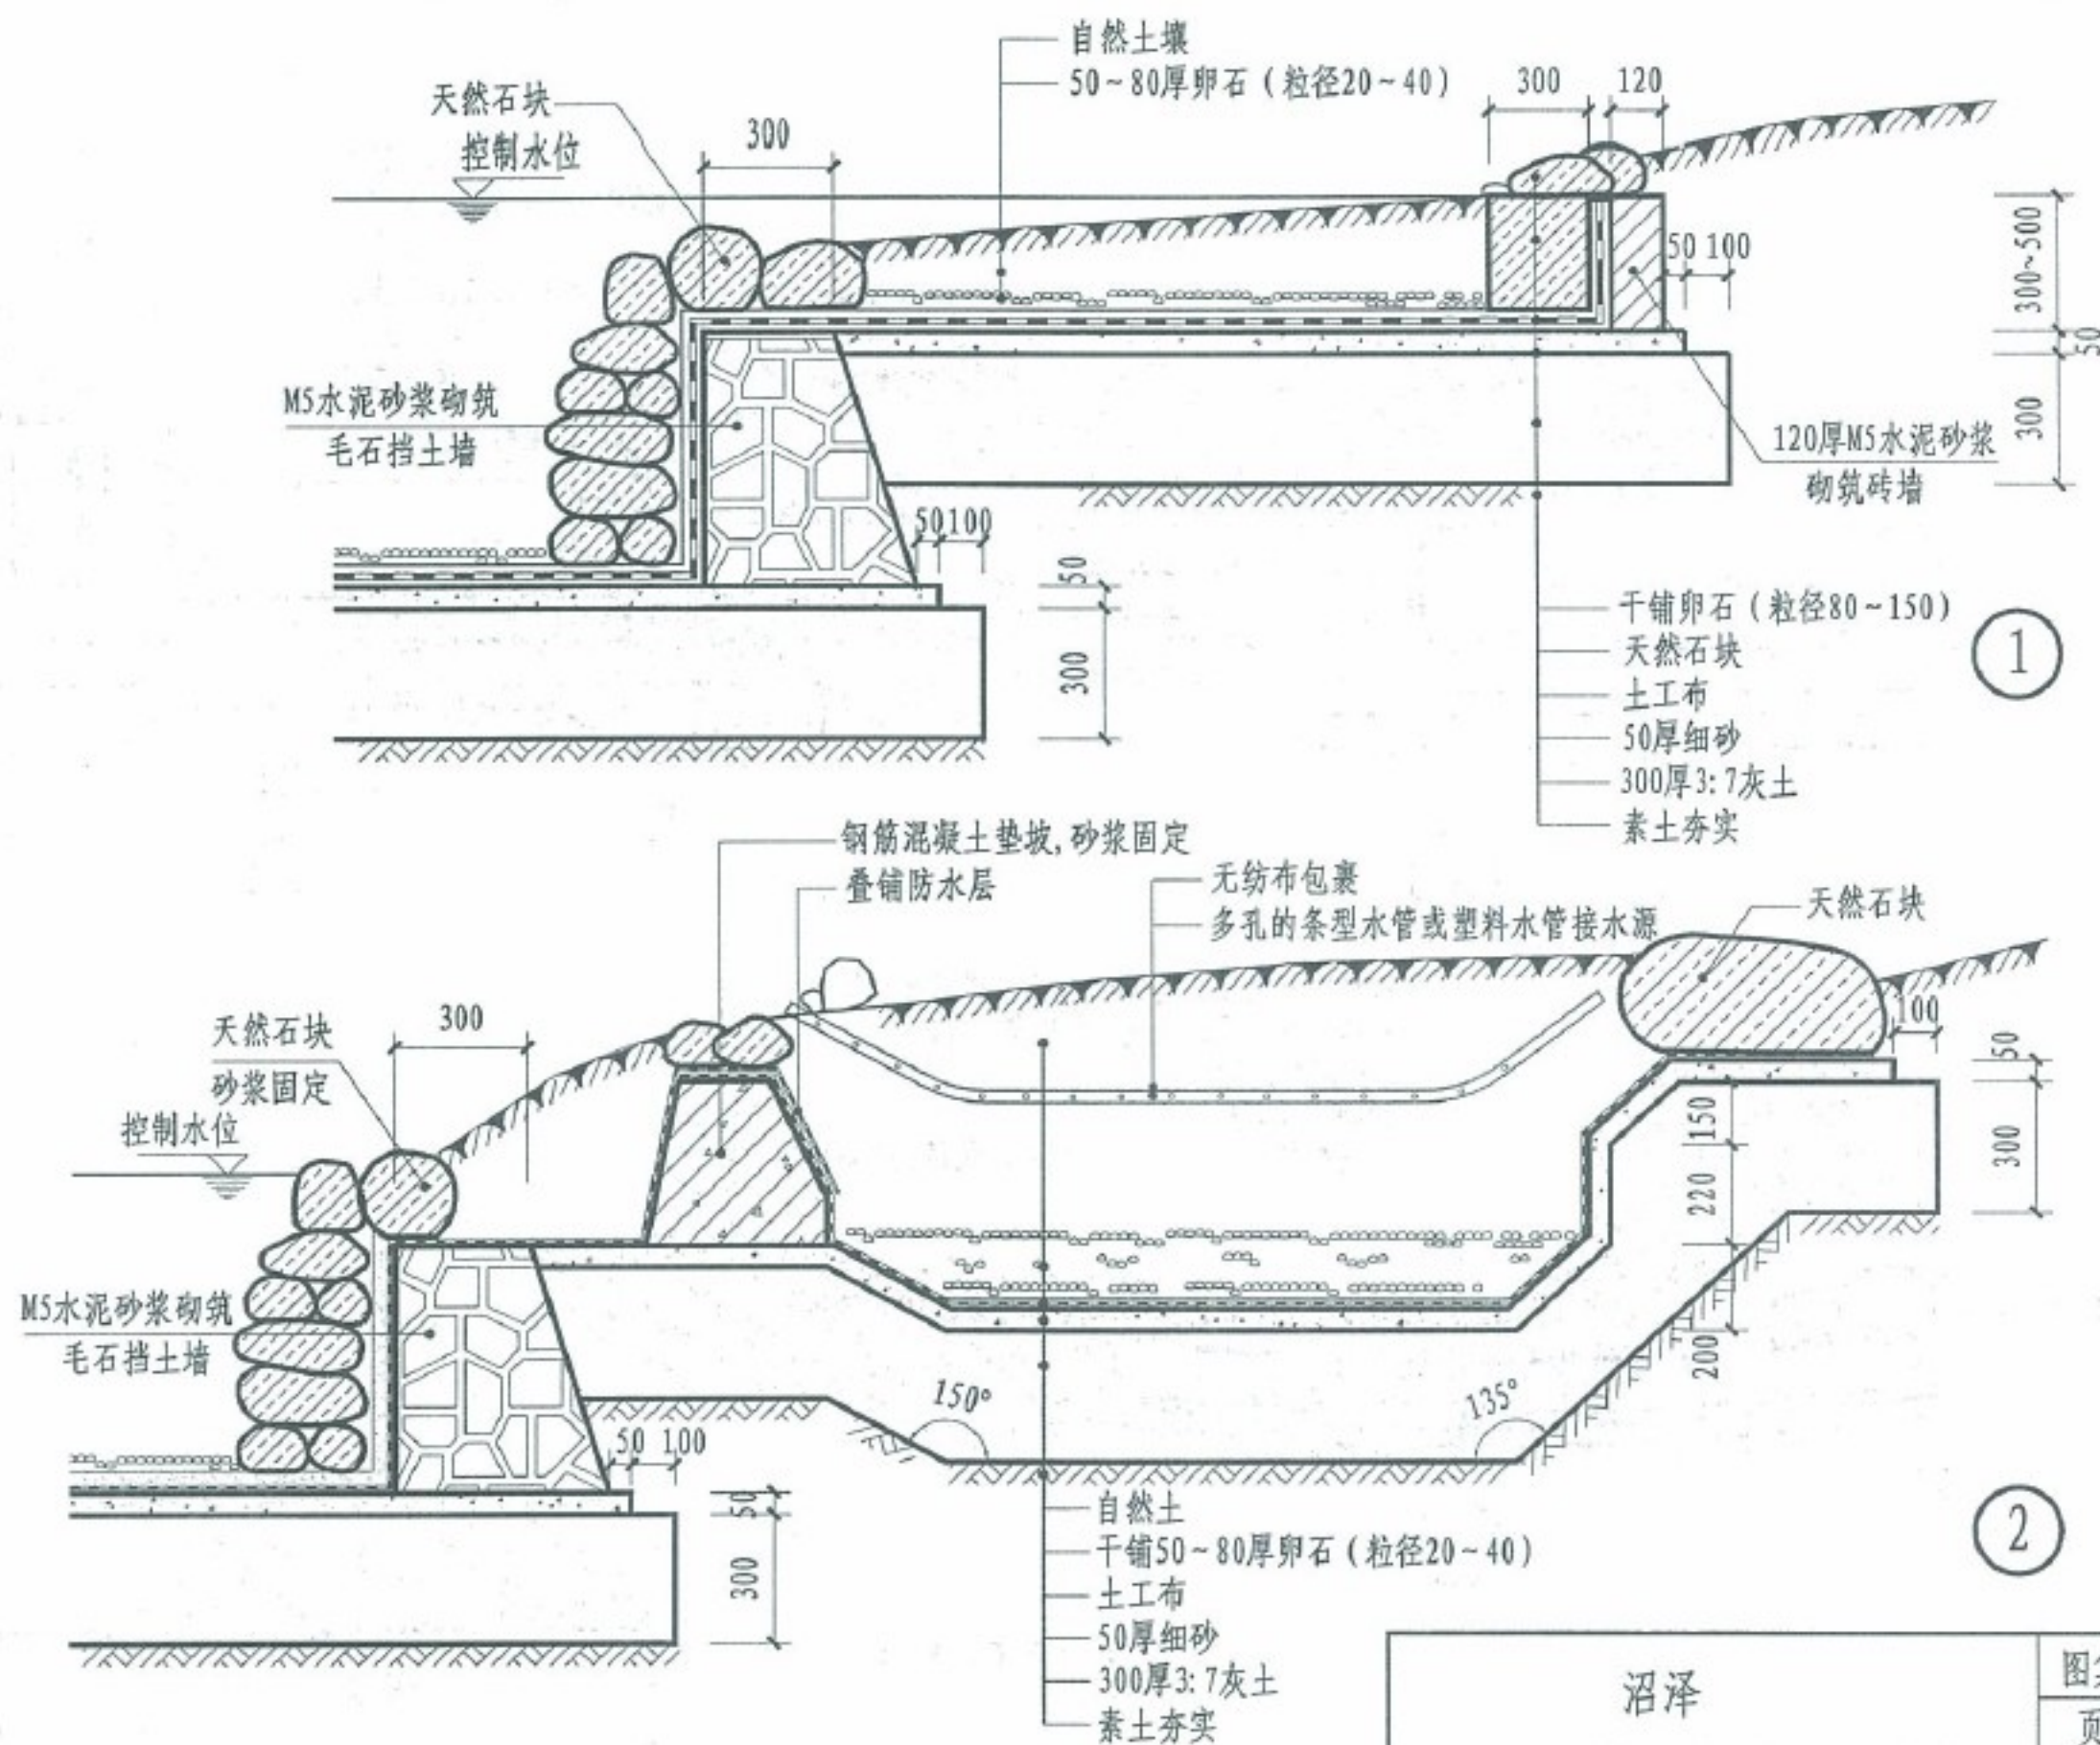 自然土壤
50~80厚卵石（粒径20~40）
天然石块
控制水位
300
300
120
50 100
300~500
50
300
M5水泥砂浆砌筑
毛石挡土墙
120厚M5水泥砂浆
砌筑砖墙
50 100
50
300
干铺卵石（粒径80~150）
天然石块
土工布
50厚细砂
300厚3:7灰土
素土夯实
1
钢筋混凝土垫坡,砂浆固定
叠铺防水层
无纺布包裹
多孔的条型水管或塑料水管接水源
天然石块
天然石块
砂浆固定
控制水位
300
100
50
300
150
220
200
M5水泥砂浆砌筑
毛石挡土墙
150°
135°
50 100
50
300
自然土
干铺50~80厚卵石（粒径20~40）
土工布
50厚细砂
300厚3:7灰土
素土夯实
2
沼泽
图
页